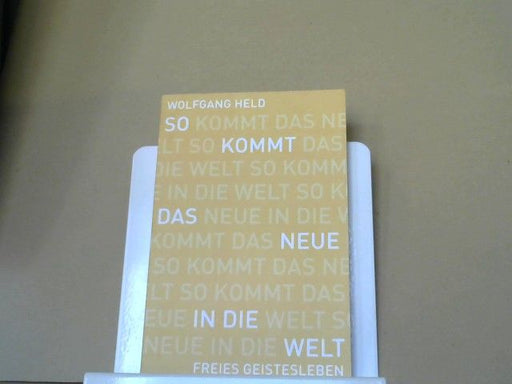 WOLFGANG HELD
SO KOMMT DAS NE
LT SO KOMMT DAS
DIE WELT SO KOMM
E IN DIE WELT SO K
DAS NEUE IN DIE W
KOMMT DAS NEUE
SO KOMMT DAS NE
LT SO KOMMT DAS
EUE IN DIE WELT S
NEUE IN DIE WELT
FREIES GEISTESLEBEN